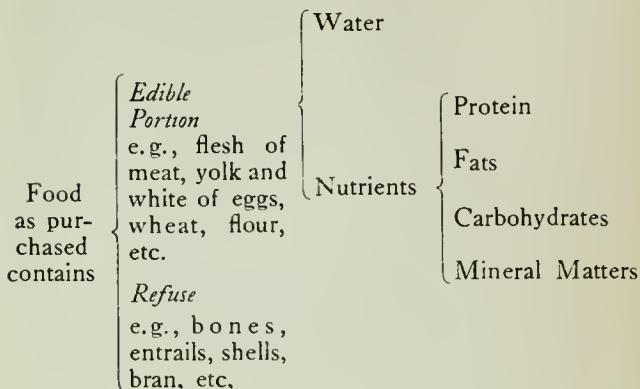 Food
as pur-
chased
contains
Edible
Portion
e.g., flesh of
meat, yolk and
white of eggs,
wheat, flour,
etc.
Refuse
e.g., bones,
entrails, shells,
bran, etc,
Water
Nutrients
Protein
Fats
Carbohydrates
Mineral Matters